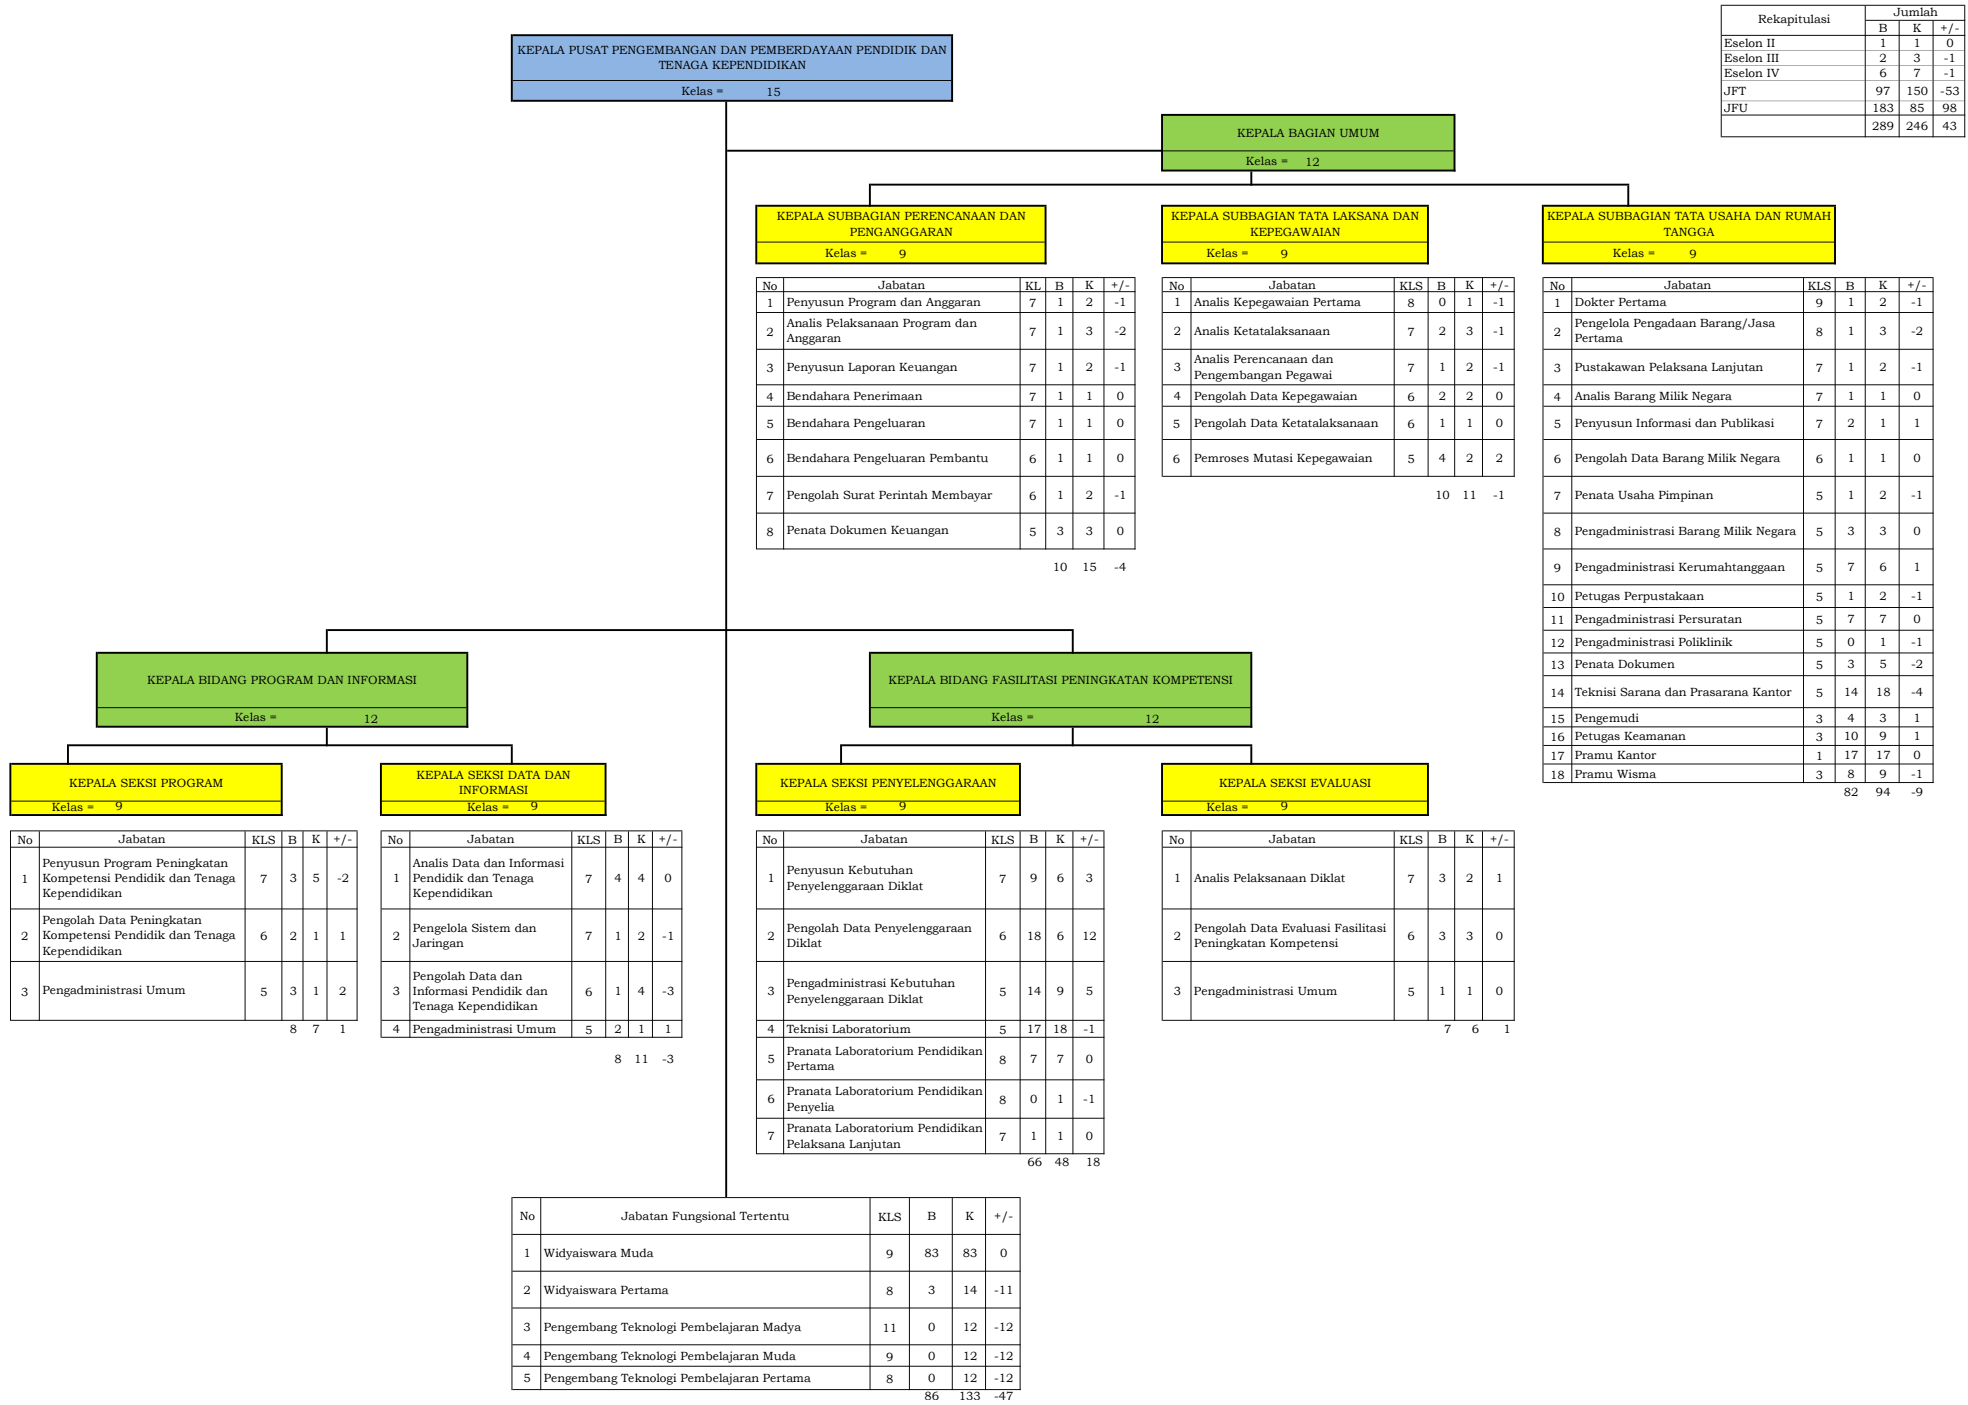 Rekapitulasi Jumlah
B K +/-
Eselon II 1 1 0
Eselon III 2 3 -1
Eselon IV 6 7 -1
JFT 97 150 -53
JFU 183 85 98
289 246 43
KEPALA PUSAT PENGEMBANGAN DAN PEMBERDAYAAN PENDIDIK DAN
TENAGA KEPENDIDIKAN
Kelas = 15
KEPALA BAGIAN UMUM
Kelas = 12
KEPALA SUBBAGIAN PERENCANAAN DAN
PENGANGGARAN
Kelas = 9
No Jabatan KL B K +/-
1 Penyusun Program dan Anggaran 7 1 2 -1
2 Analis Pelaksanaan Program dan
Anggaran 7 1 3 -2
3 Penyusun Laporan Keuangan 7 1 2 -1
4 Bendahara Penerimaan 7 1 1 0
5 Bendahara Pengeluaran 7 1 1 0
6 Bendahara Pengeluaran Pembantu 6 1 1 0
7 Pengolah Surat Perintah Membayar 6 1 2 -1
8 Penata Dokumen Keuangan 5 3 3 0
10 15 -4
KEPALA SUBBAGIAN TATA LAKSANA DAN
KEPEGAWAIAN
Kelas = 9
No Jabatan KLS B K +/-
1 Analis Kepegawaian Pertama 8 0 1 -1
2 Analis Ketatalaksanaan 7 2 3 -1
3 Analis Perencanaan dan
Pengembangan Pegawai 7 1 2 -1
4 Pengolah Data Kepegawaian 6 2 2 0
5 Pengolah Data Ketatalaksanaan 6 1 1 0
6 Pemroses Mutasi Kepegawaian 5 4 2 2
10 11 -1
KEPALA SUBBAGIAN TATA USAHA DAN RUMAH
TANGGA
Kelas = 9
No Jabatan KLS B K +/-
1 Dokter Pertama 9 1 2 -1
2 Pengelola Pengadaan Barang/Jasa
Pertama 8 1 3 -2
3 Pustakawan Pelaksana Lanjutan 7 1 2 -1
4 Analis Barang Milik Negara 7 1 1 0
5 Penyusun Informasi dan Publikasi 7 2 1 1
6 Pengolah Data Barang Milik Negara 6 1 1 0
7 Penata Usaha Pimpinan 5 1 2 -1
8 Pengadministrasi Barang Milik Negara 5 3 3 0
9 Pengadministrasi Kerumahtanggaan 5 7 6 1
10 Petugas Perpustakaan 5 1 2 -1
11 Pengadministrasi Persuratan 5 7 7 0
12 Pengadministrasi Poliklinik 5 0 1 -1
13 Penata Dokumen 5 3 5 -2
14 Teknisi Sarana dan Prasarana Kantor 5 14 18 -4
15 Pengemudi 3 4 3 1
16 Petugas Keamanan 3 10 9 1
17 Pramu Kantor 1 17 17 0
18 Pramu Wisma 3 8 9 -1
82 94 -9
KEPALA BIDANG PROGRAM DAN INFORMASI
Kelas = 12
KEPALA BIDANG FASILITASI PENINGKATAN KOMPETENSI
Kelas = 12
KEPALA SEKSI PROGRAM
Kelas = 9
No Jabatan KLS B K +/-
1 Penyusun Program Peningkatan
Kompetensi Pendidik dan Tenaga
Kependidikan 7 3 5 -2
2 Pengolah Data Peningkatan
Kompetensi Pendidik dan Tenaga
Kependidikan 6 2 1 1
3 Pengadministrasi Umum 5 3 1 2
8 7 1
KEPALA SEKSI DATA DAN
INFORMASI
Kelas = 9
No Jabatan KLS B K +/-
1 Analis Data dan Informasi
Pendidik dan Tenaga
Kependidikan 7 4 4 0
2 Pengelola Sistem dan
Jaringan 7 1 2 -1
3 Pengolah Data dan
Informasi Pendidik dan
Tenaga Kependidikan 6 1 4 -3
4 Pengadministrasi Umum 5 2 1 1
8 11 -3
KEPALA SEKSI PENYELENGGARAAN
Kelas = 9
No Jabatan KLS B K +/-
1 Penyusun Kebutuhan
Penyelenggaraan Diklat 7 9 6 3
2 Pengolah Data Penyelenggaraan
Diklat 6 18 6 12
3 Pengadministrasi Kebutuhan
Penyelenggaraan Diklat 5 14 9 5
4 Teknisi Laboratorium 5 17 18 -1
5 Pranata Laboratorium Pendidikan
Pertama 8 7 7 0
6 Pranata Laboratorium Pendidikan
Penyelia 8 0 1 -1
7 Pranata Laboratorium Pendidikan
Pelaksana Lanjutan 7 1 1 0
66 48 18
KEPALA SEKSI EVALUASI
Kelas = 9
No Jabatan KLS B K +/-
1 Analis Pelaksanaan Diklat 7 3 2 1
2 Pengolah Data Evaluasi Fasilitasi
Peningkatan Kompetensi 6 3 3 0
3 Pengadministrasi Umum 5 1 1 0
7 6 1
No Jabatan Fungsional Tertentu KLS B K +/-
1 Widyaiswara Muda 9 83 83 0
2 Widyaiswara Pertama 8 3 14 -11
3 Pengembang Teknologi Pembelajaran Madya 11 0 12 -12
4 Pengembang Teknologi Pembelajaran Muda 9 0 12 -12
5 Pengembang Teknologi Pembelajaran Pertama 8 0 12 -12
86 133 -47